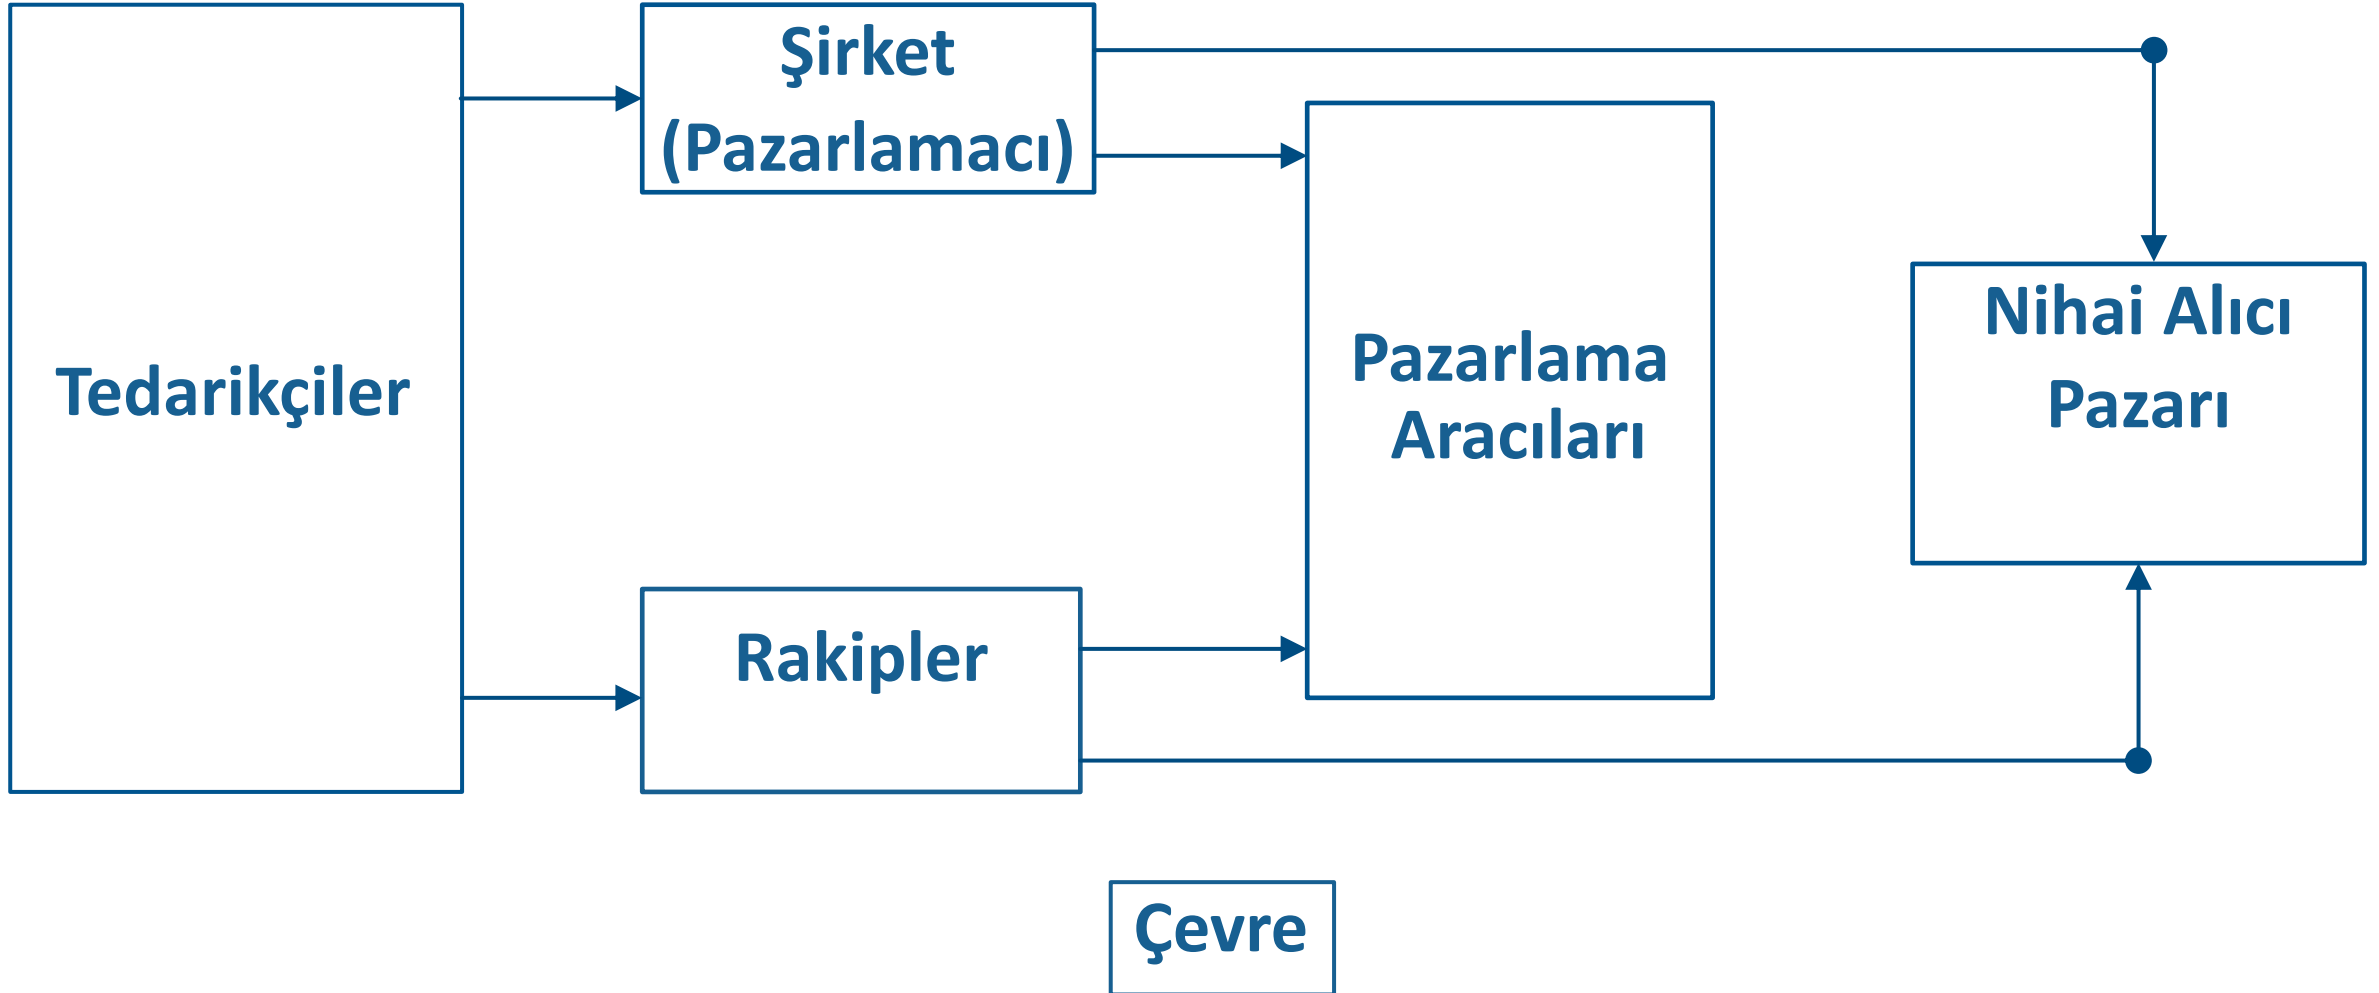 Şirket
(Pazarlamacı)
Tedarikçiler
Pazarlama
Aracıları
Nihai Alıcı
Pazarı
Rakipler
Çevre